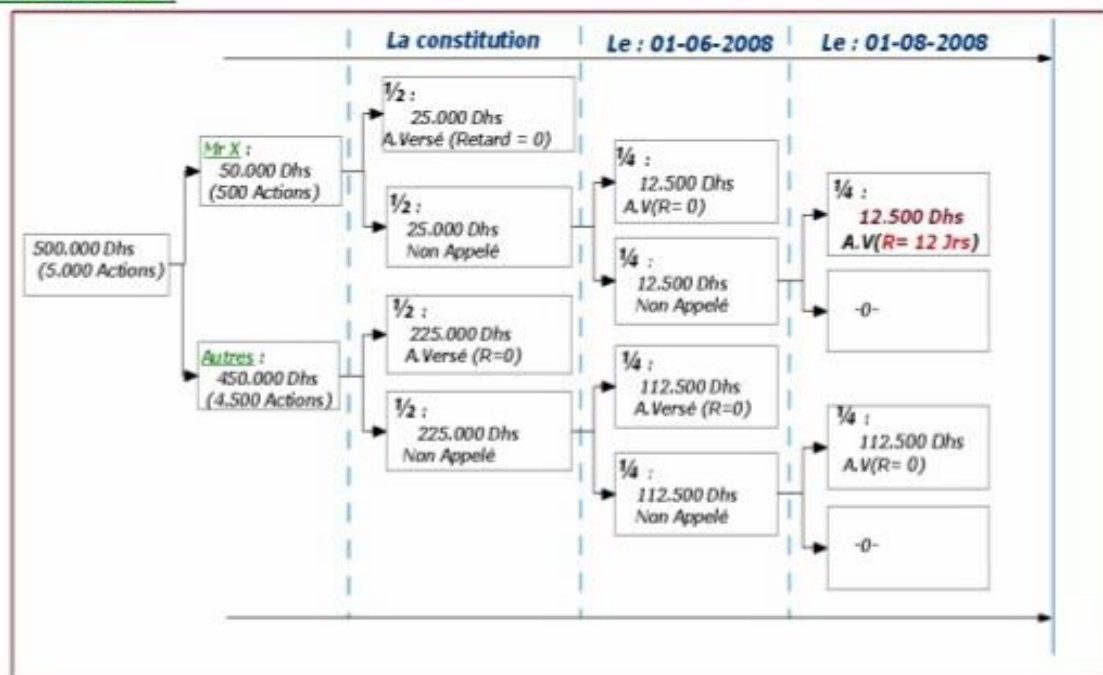 La constitution
Le : 01-06-2008
Le : 01-08-2008
500.000 Dhs
(5.000 Actions)
Mr X :
50.000 Dhs
(500 Actions)
Autres :
450.000 Dhs
(4.500 Actions)
½ :
25.000 Dhs
A.Versé (Retard = 0)
½ :
25.000 Dhs
Non Appelé
½ :
225.000 Dhs
A.Versé (R=0)
½ :
225.000 Dhs
Non Appelé
¼ :
12.500 Dhs
A.V(R= 0)
¼ :
12.500 Dhs
Non Appelé
¼ :
112.500 Dhs
A.Versé (R=0)
¼ :
112.500 Dhs
Non Appelé
¼ :
12.500 Dhs
A.V(R= 12 Jrs)
-0-
¼ :
112.500 Dhs
A.V(R= 0)
-0-